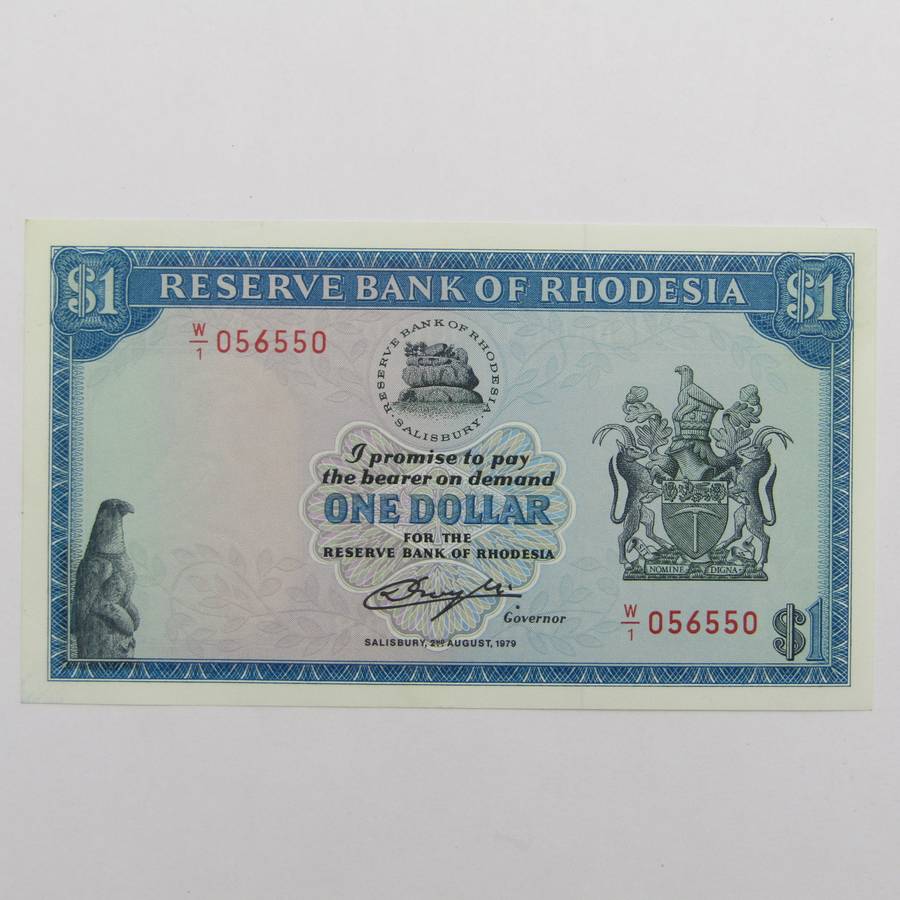 $1 RESERVE BANK OF RHODESIA $1
W/1 056550
RESERVE BANK OF RHODESIA
· SALISBURY ·
I promise to pay
the bearer on demand
ONE DOLLAR
FOR THE
RESERVE BANK OF RHODESIA
Governor
SALISBURY, 2ND AUGUST, 1979
SIT NOMINE DIGNA
W/1 056550 $1